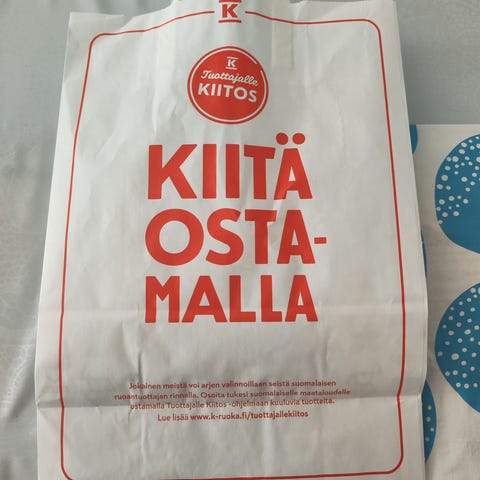 K
K
Tuottajalle
KIITOS
KIITÄ
OSTA-
MALLA
Jokainen meistä voi arjen valinnoillaan seistä suomalaisen
ruoantuottajan rinnalla. Osoita tukesi suomalaiselle maataloudelle
ostamalla Tuottajalle Kiitos -ohjelmaan kuuluvia tuotteita.
Lue lisää www.k-ruoka.fi/tuottajallekiitos